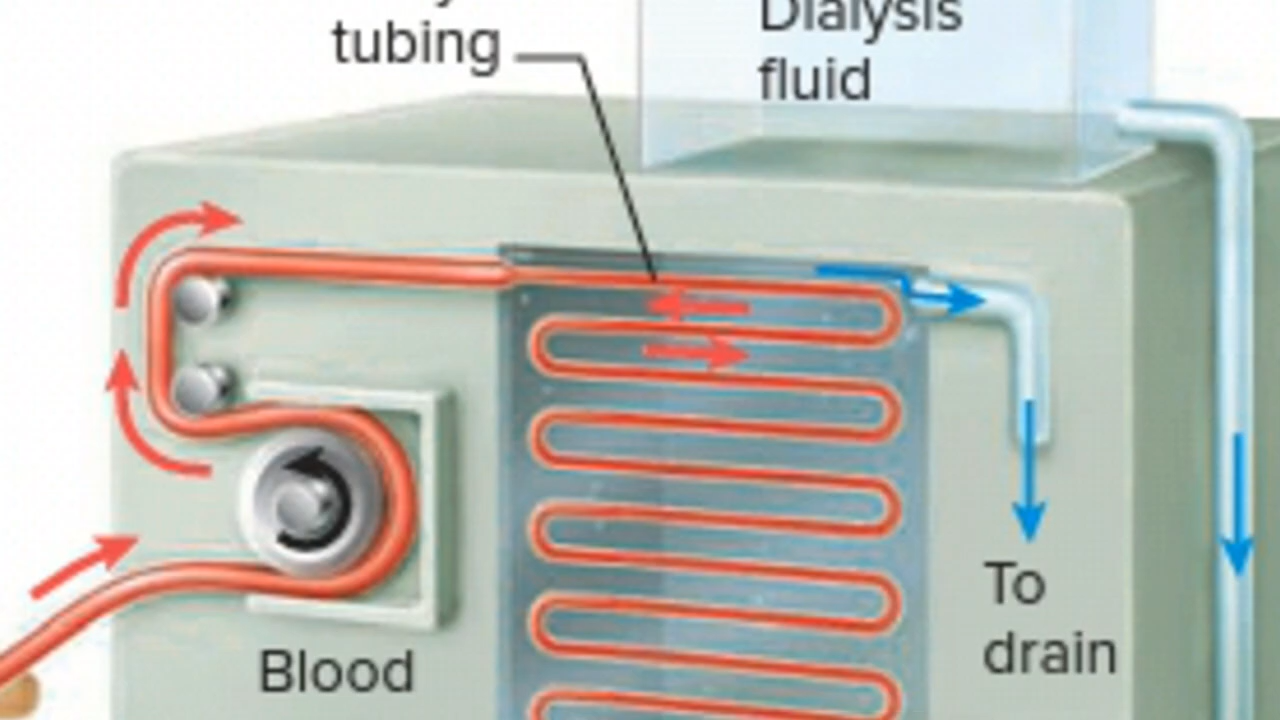 tubing
Dialysis
fluid
To
drain
Blood